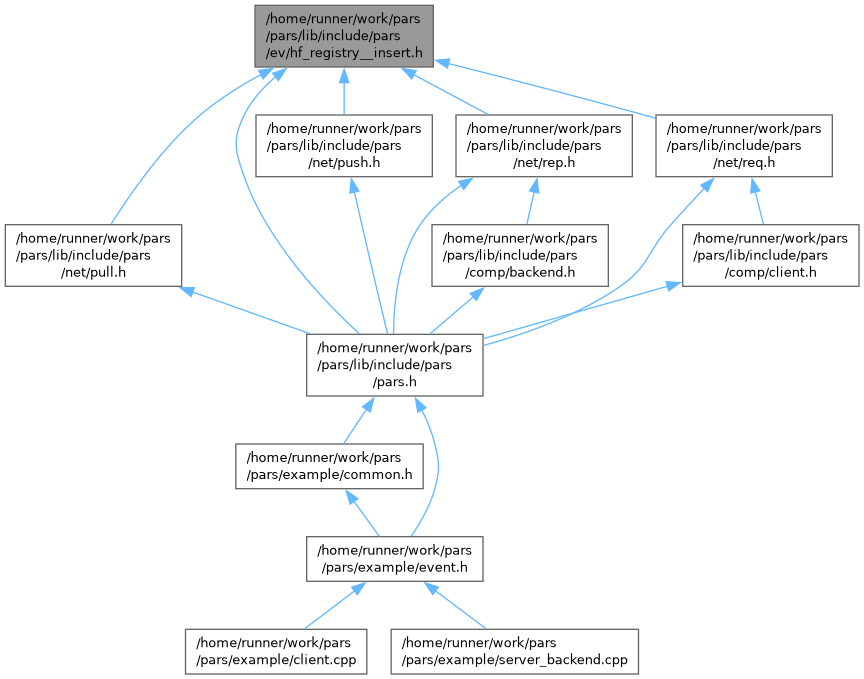 /home/runner/work/pars
/pars/lib/include/pars
/ev/hf_registry__insert.h
/home/runner/work/pars
/pars/lib/include/pars
/net/push.h
/home/runner/work/pars
/pars/lib/include/pars
/net/rep.h
/home/runner/work/pars
/pars/lib/include/pars
/net/req.h
/home/runner/work/pars
/pars/lib/include/pars
/net/pull.h
/home/runner/work/pars
/pars/lib/include/pars
/comp/backend.h
/home/runner/work/pars
/pars/lib/include/pars
/comp/client.h
/home/runner/work/pars
/pars/lib/include/pars
/pars.h
/home/runner/work/pars
/pars/example/common.h
/home/runner/work/pars
/pars/example/event.h
/home/runner/work/pars
/pars/example/client.cpp
/home/runner/work/pars
/pars/example/server_backend.cpp